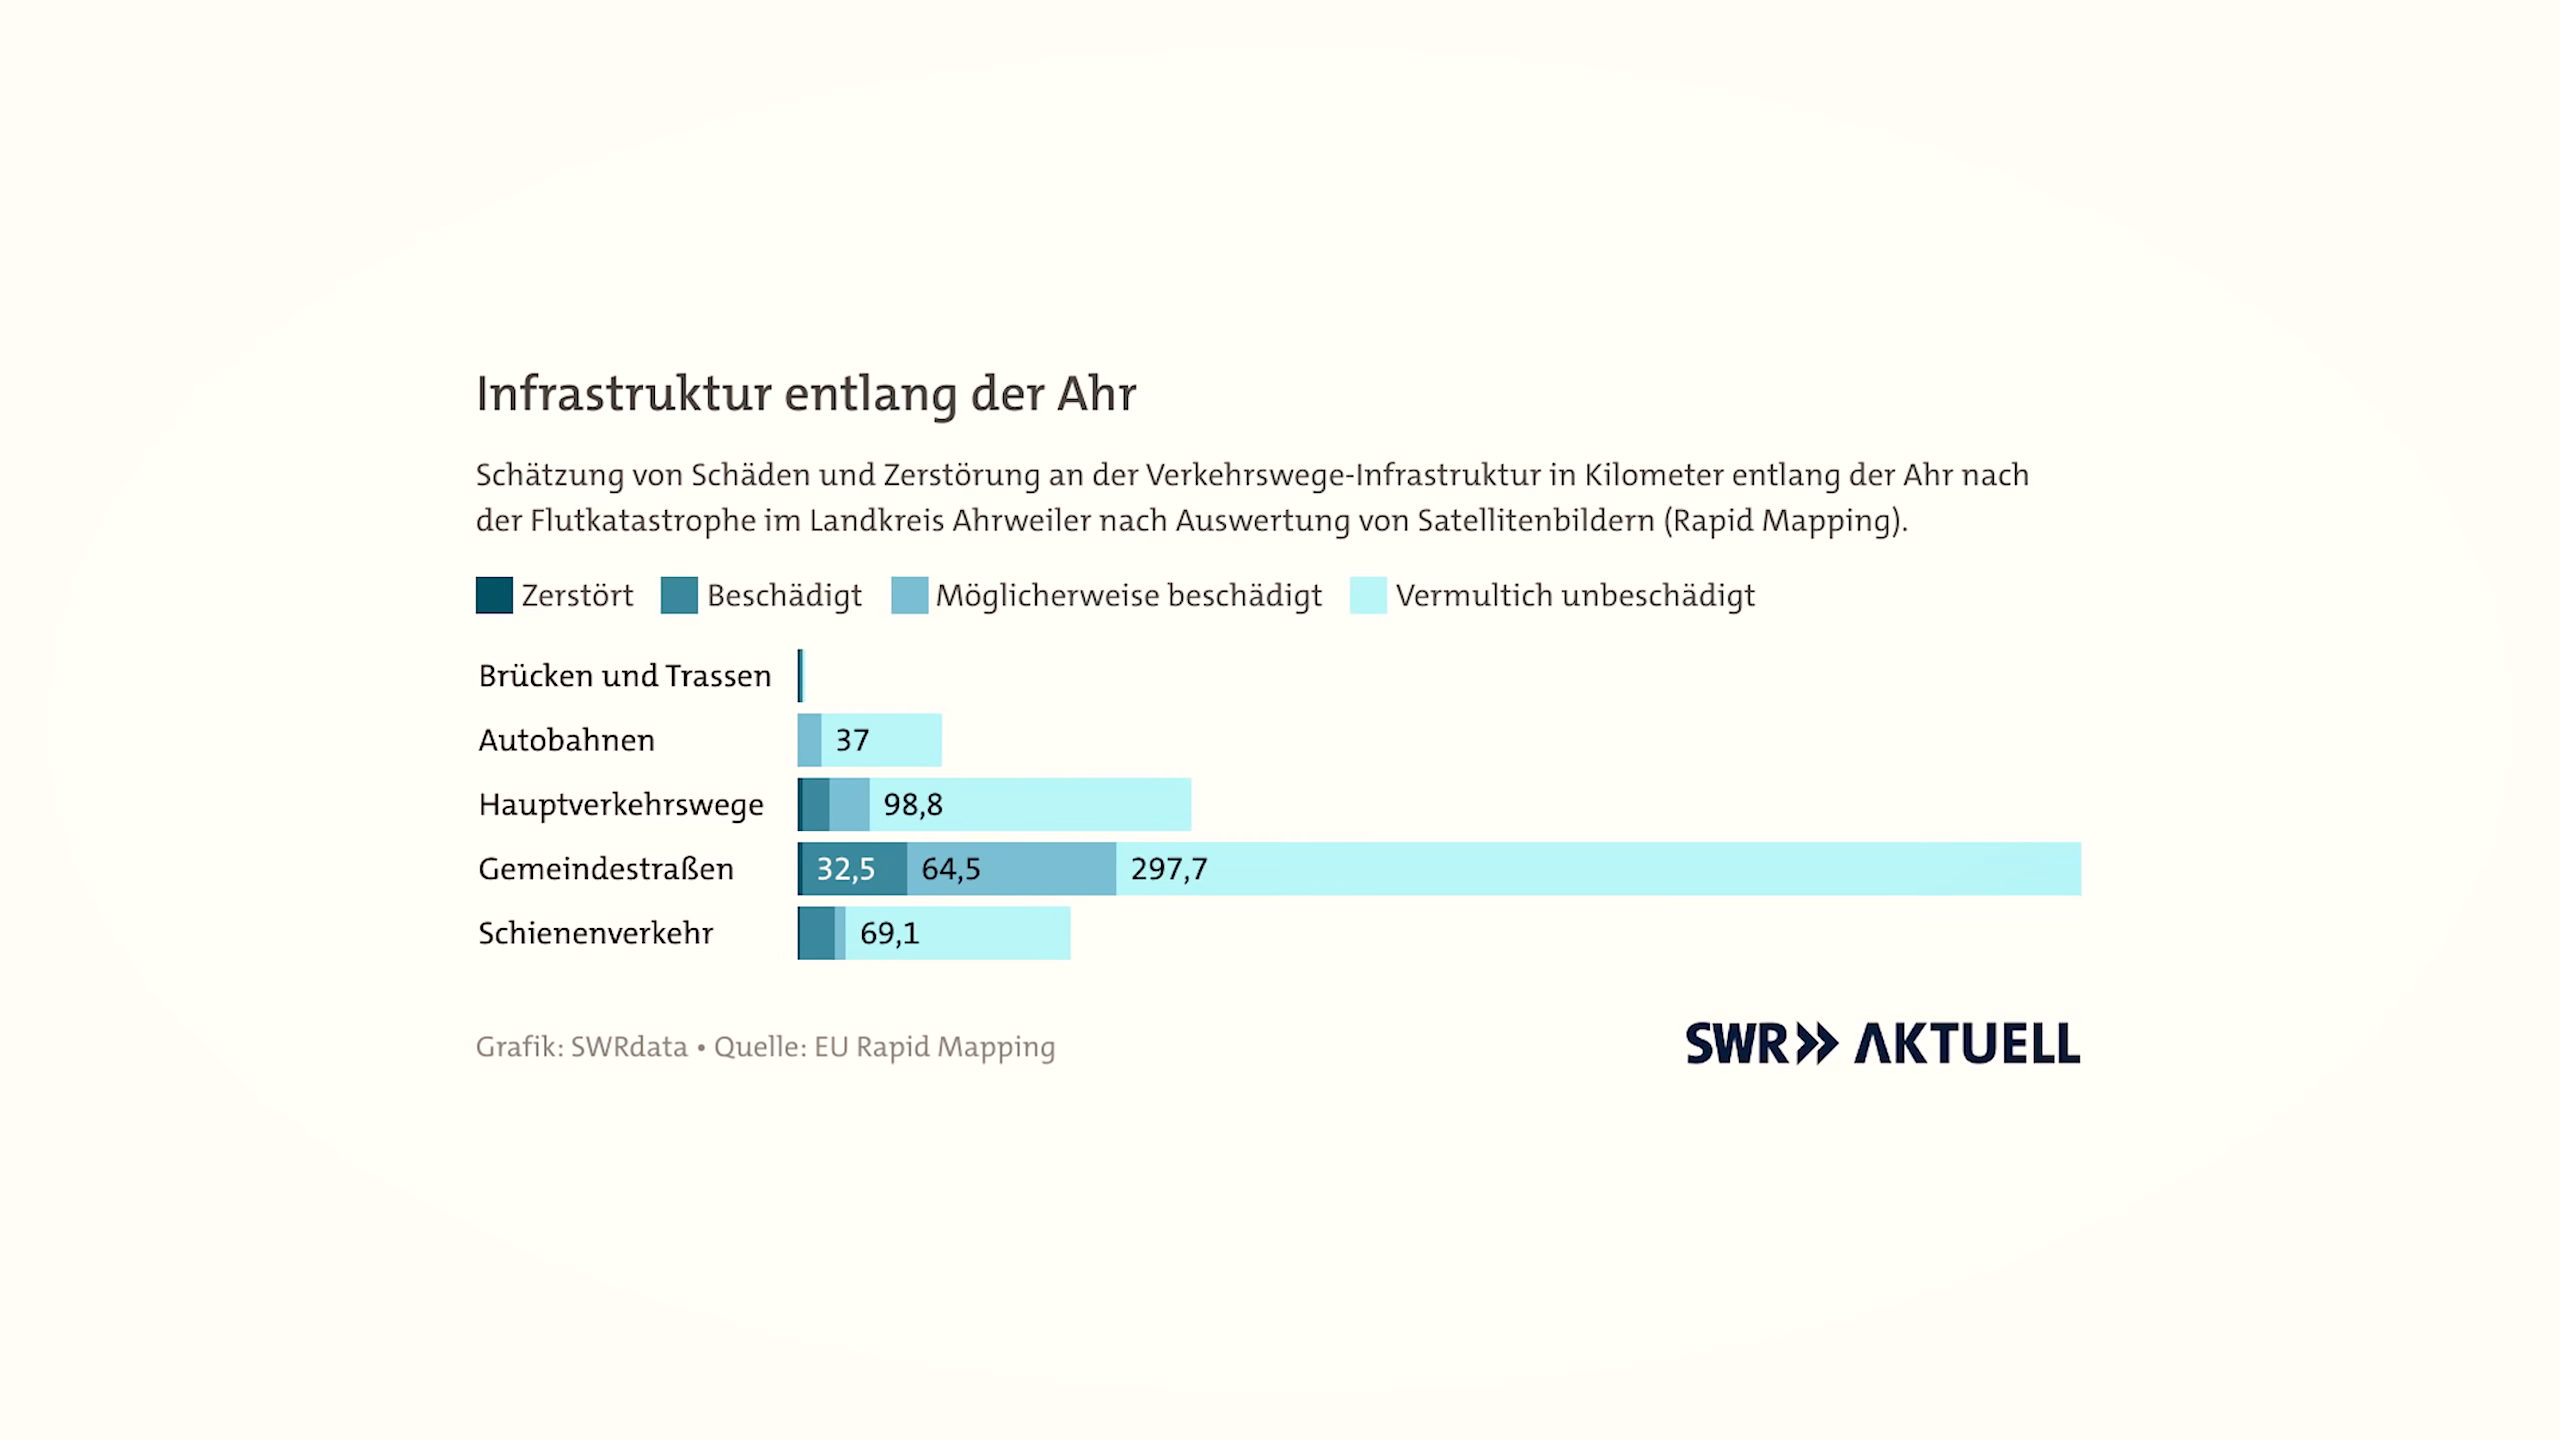 Infrastruktur entlang der Ahr
Schätzung von Schäden und Zerstörung an der Verkehrswege-Infrastruktur in Kilometer entlang der Ahr nach
der Flutkatastrophe im Landkreis Ahrweiler nach Auswertung von Satellitenbildern (Rapid Mapping).
Zerstört Beschädigt Möglicherweise beschädigt Vermultich unbeschädigt
Brücken und Trassen
Autobahnen 37
Hauptverkehrswege 98,8
Gemeindestraßen 32,5 64,5 297,7
Schienenverkehr 69,1
Grafik: SWRdata • Quelle: EU Rapid Mapping
SWR» AKTUELL